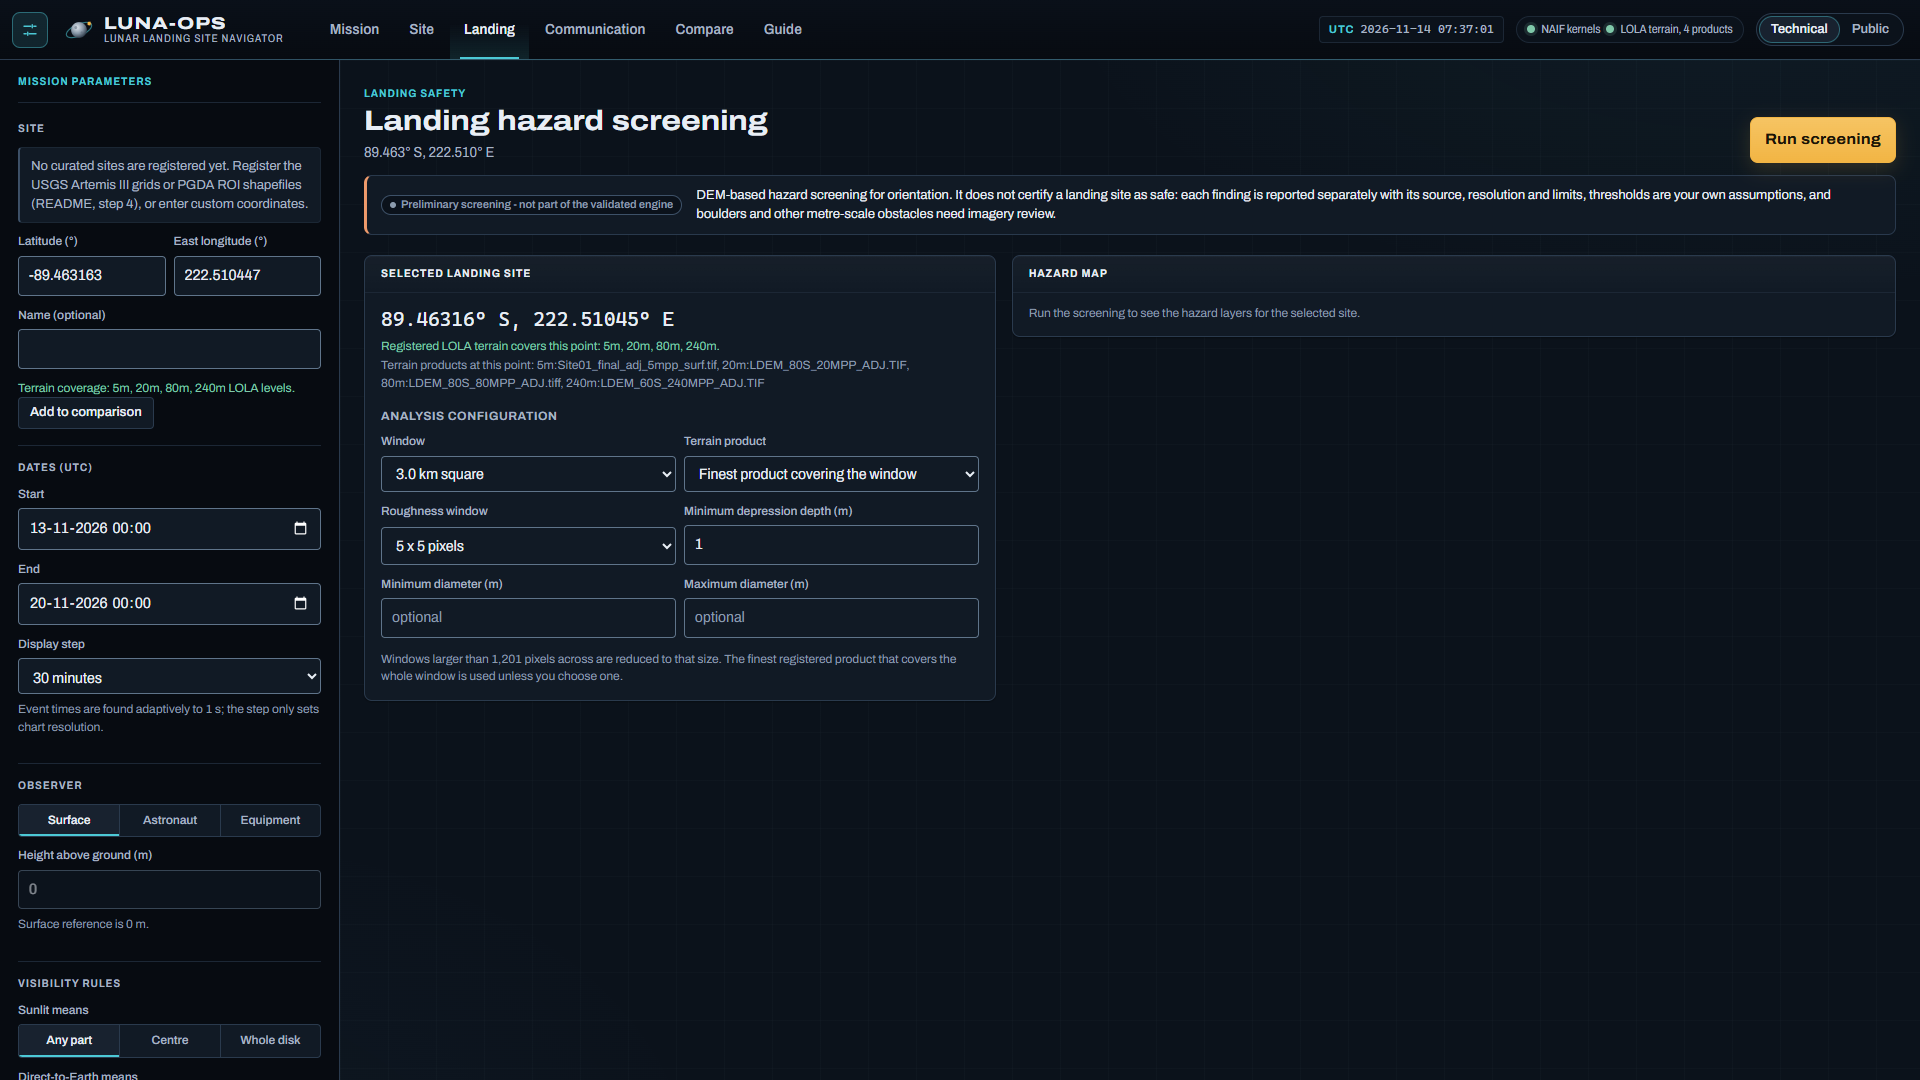 LUNA-OPS
LUNAR LANDING SITE NAVIGATOR
Mission
Site
Landing
Communication
Compare
Guide
UTC 2026-11-14 07:37:01
NAIF kernels
LOLA terrain, 4 products
Technical
Public
MISSION PARAMETERS
SITE
No curated sites are registered yet. Register the
USGS Artemis III grids or PGDA ROI shapefiles
(README, step 4), or enter custom coordinates.
Latitude (°)
East longitude (°)
-89.463163
222.510447
Name (optional)
Terrain coverage: 5m, 20m, 80m, 240m LOLA levels.
Add to comparison
DATES (UTC)
Start
13-11-2026 00:00
End
20-11-2026 00:00
Display step
30 minutes
Event times are found adaptively to 1 s; the step only sets
chart resolution.
OBSERVER
Surface
Astronaut
Equipment
Height above ground (m)
0
Surface reference is 0 m.
VISIBILITY RULES
Sunlit means
Any part
Centre
Whole disk
Direct-to-Earth means
LANDING SAFETY
Landing hazard screening
89.463° S, 222.510° E
Run screening
Preliminary screening - not part of the validated engine
DEM-based hazard screening for orientation. It does not certify a landing site as safe: each finding is reported separately with its source, resolution and limits, thresholds are your own assumptions, and
boulders and other metre-scale obstacles need imagery review.
SELECTED LANDING SITE
89.46316° S, 222.51045° E
Registered LOLA terrain covers this point: 5m, 20m, 80m, 240m.
Terrain products at this point: 5m:Site01_final_adj_5mpp_surf.tif, 20m:LDEM_80S_20MPP_ADJ.TIF,
80m:LDEM_80S_80MPP_ADJ.tiff, 240m:LDEM_60S_240MPP_ADJ.TIF
ANALYSIS CONFIGURATION
Window
Terrain product
3.0 km square
Finest product covering the window
Roughness window
Minimum depression depth (m)
5 x 5 pixels
1
Minimum diameter (m)
Maximum diameter (m)
optional
optional
Windows larger than 1,201 pixels across are reduced to that size. The finest registered product that covers the
whole window is used unless you choose one.
HAZARD MAP
Run the screening to see the hazard layers for the selected site.